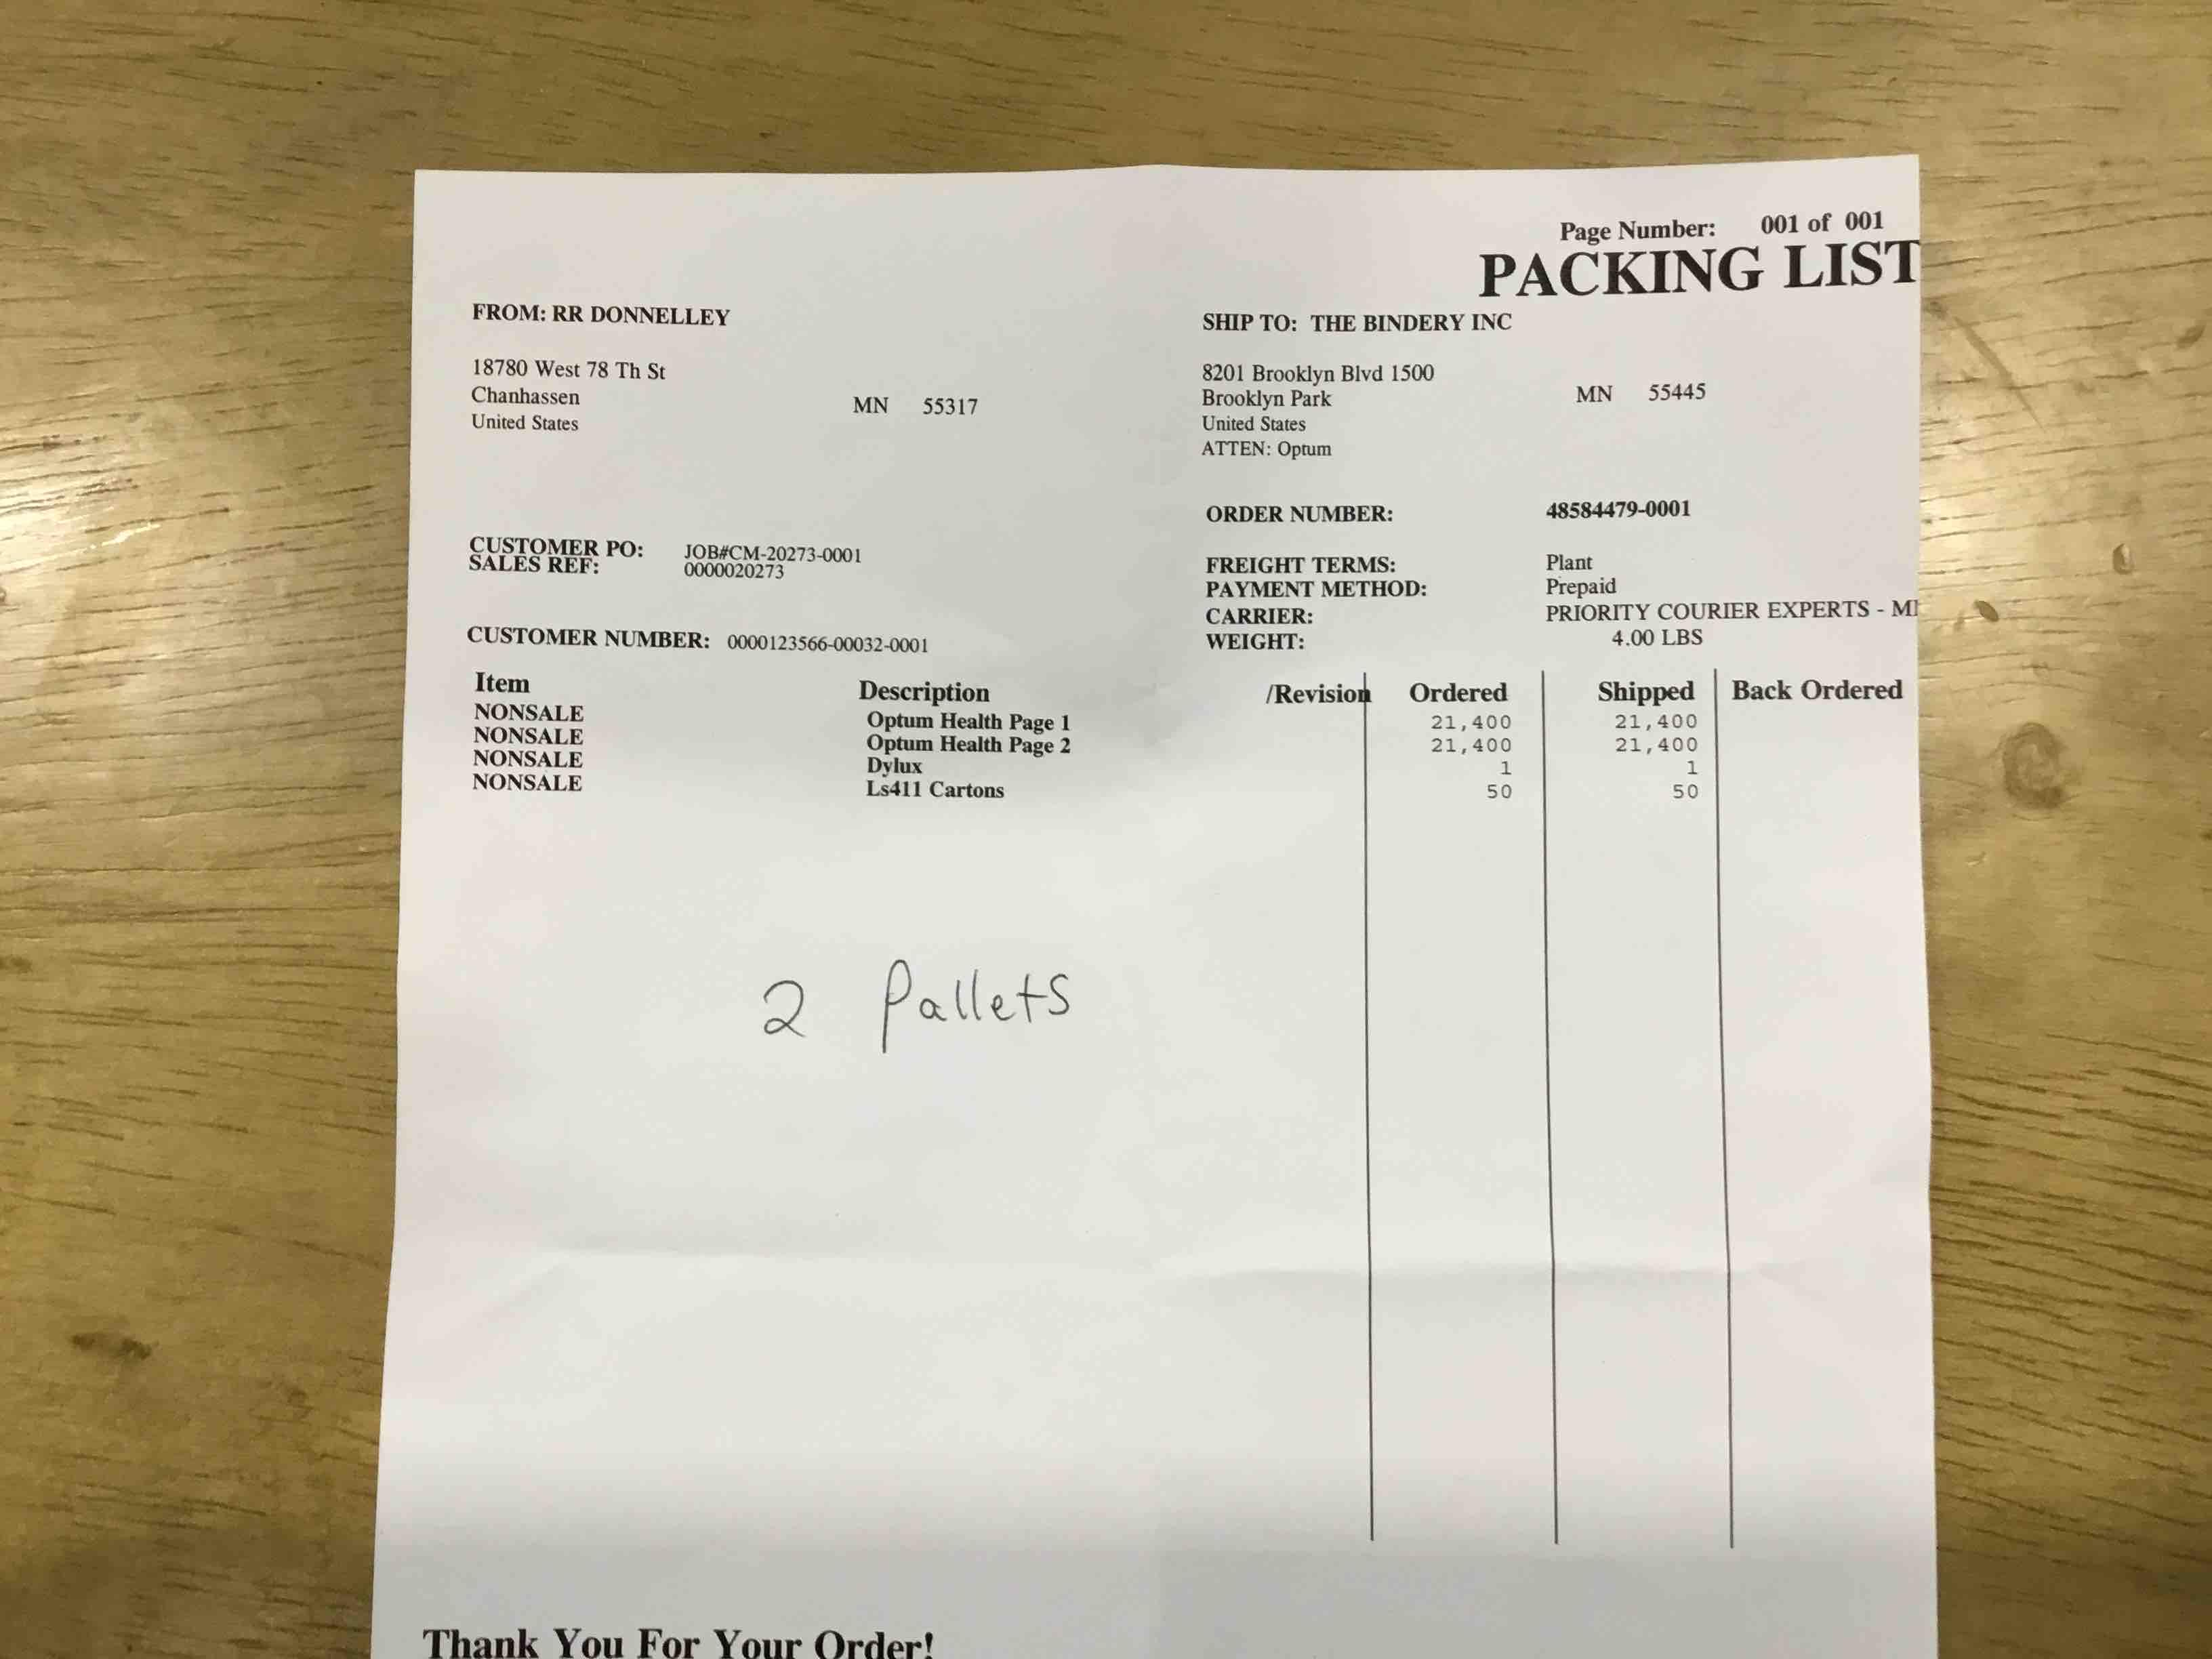 Page Number: 001 of 001
PACKING LIST
FROM: RR DONNELLEY
18780 West 78 Th St
Chanhassen MN 55317
United States
SHIP TO: THE BINDERY INC
8201 Brooklyn Blvd 1500
Brooklyn Park MN 55445
United States
ATTEN: Optum
ORDER NUMBER: 48584479-0001
CUSTOMER PO: JOB#CM-20273-0001
SALES REF: 0000020273
FREIGHT TERMS: Plant
PAYMENT METHOD: Prepaid
CARRIER: PRIORITY COURIER EXPERTS -
WEIGHT: 4.00 LBS
CUSTOMER NUMBER: 0000123566-00032-0001
Item Description /Revision Ordered Shipped Back Ordered
NONSALE Optum Health Page 1 21,400 21,400
NONSALE Optum Health Page 2 21,400 21,400
NONSALE Dylux 1 1
NONSALE Ls411 Cartons 50 50
2 Pallets
Thank You For Your Order!